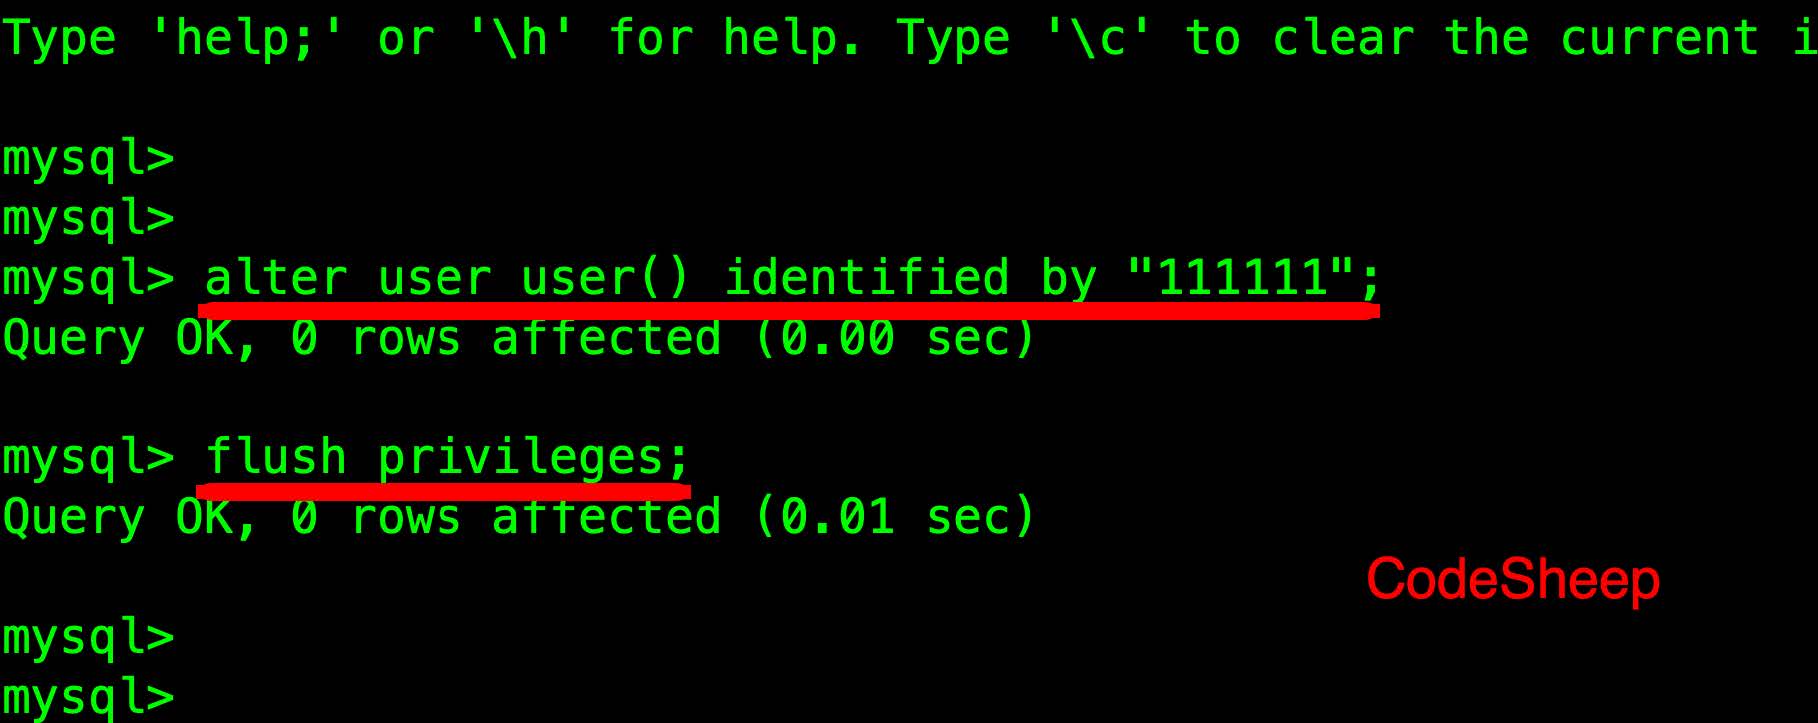 Type 'help;' or '\h' for help. Type '\c' to clear the current i
mysql>
mysql>
mysql> alter user user() identified by "111111";
Query OK, 0 rows affected (0.00 sec)
mysql> flush privileges;
Query OK, 0 rows affected (0.01 sec)
CodeSheep
mysql>
mysql>